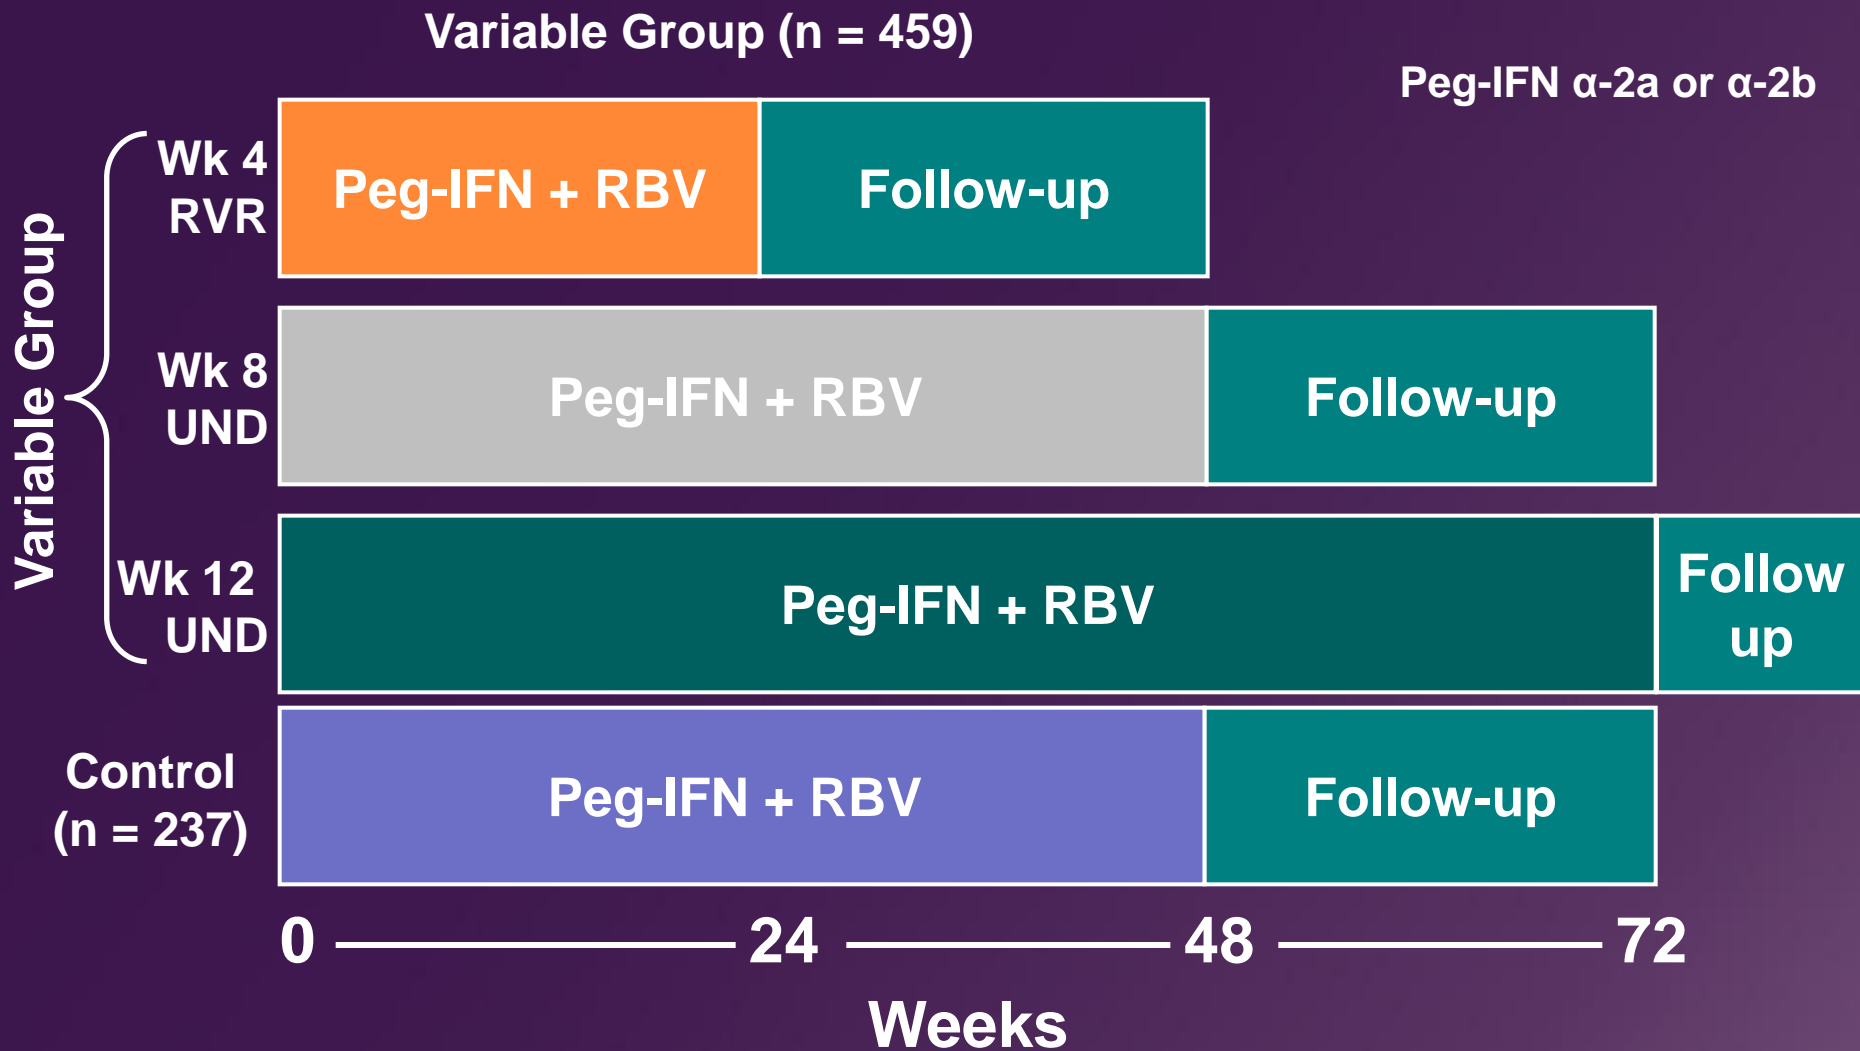 Variable Group (n = 459)
Peg-IFN α-2a or α-2b
Variable Group
Wk 4
RVR
Peg-IFN + RBV
Follow-up
Wk 8
UND
Peg-IFN + RBV
Follow-up
Wk 12
UND
Peg-IFN + RBV
Follow
up
Control
(n = 237)
Peg-IFN + RBV
Follow-up
0 24 48 72
Weeks